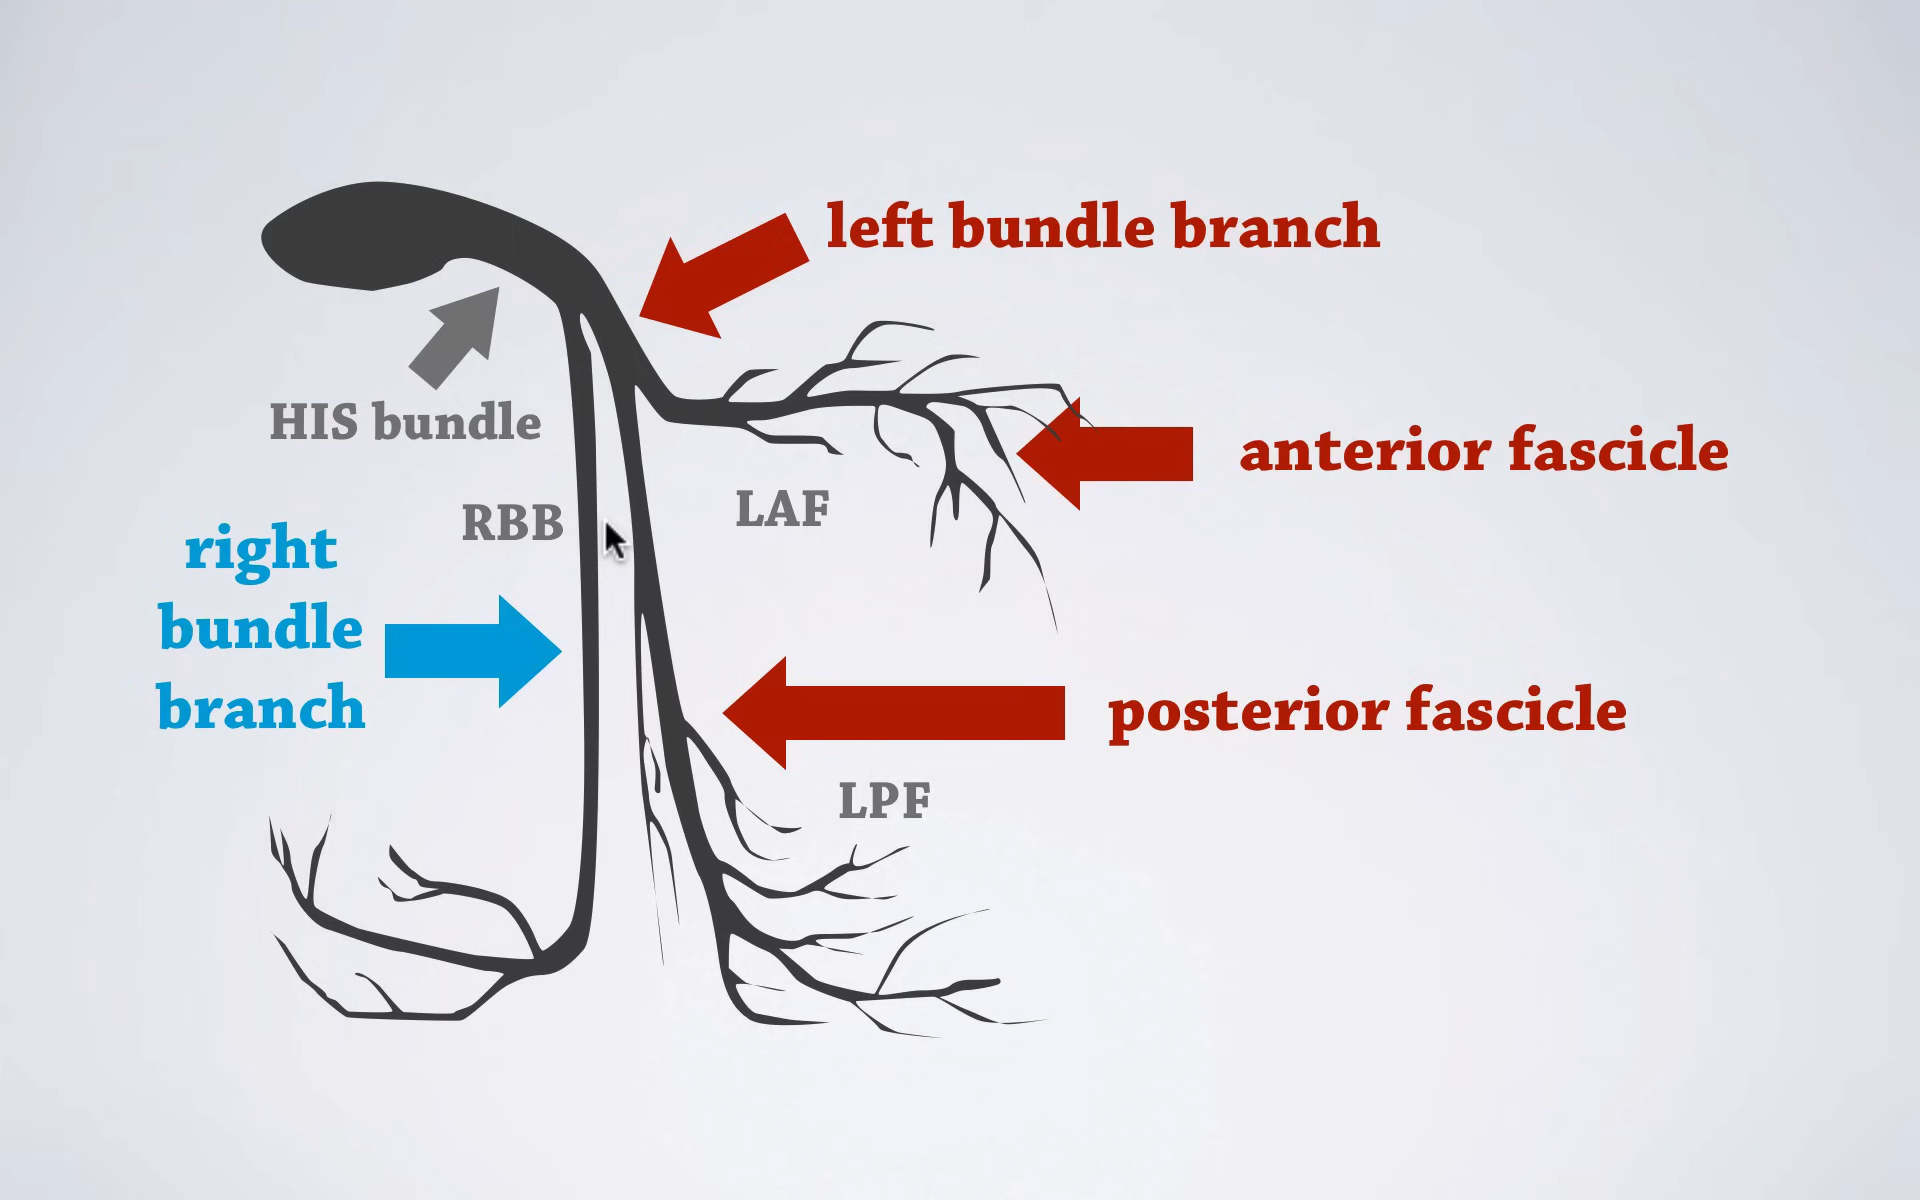 left bundle branch
HIS bundle
anterior fascicle
RBB
LAF
right
bundle
branch
posterior fascicle
LPF